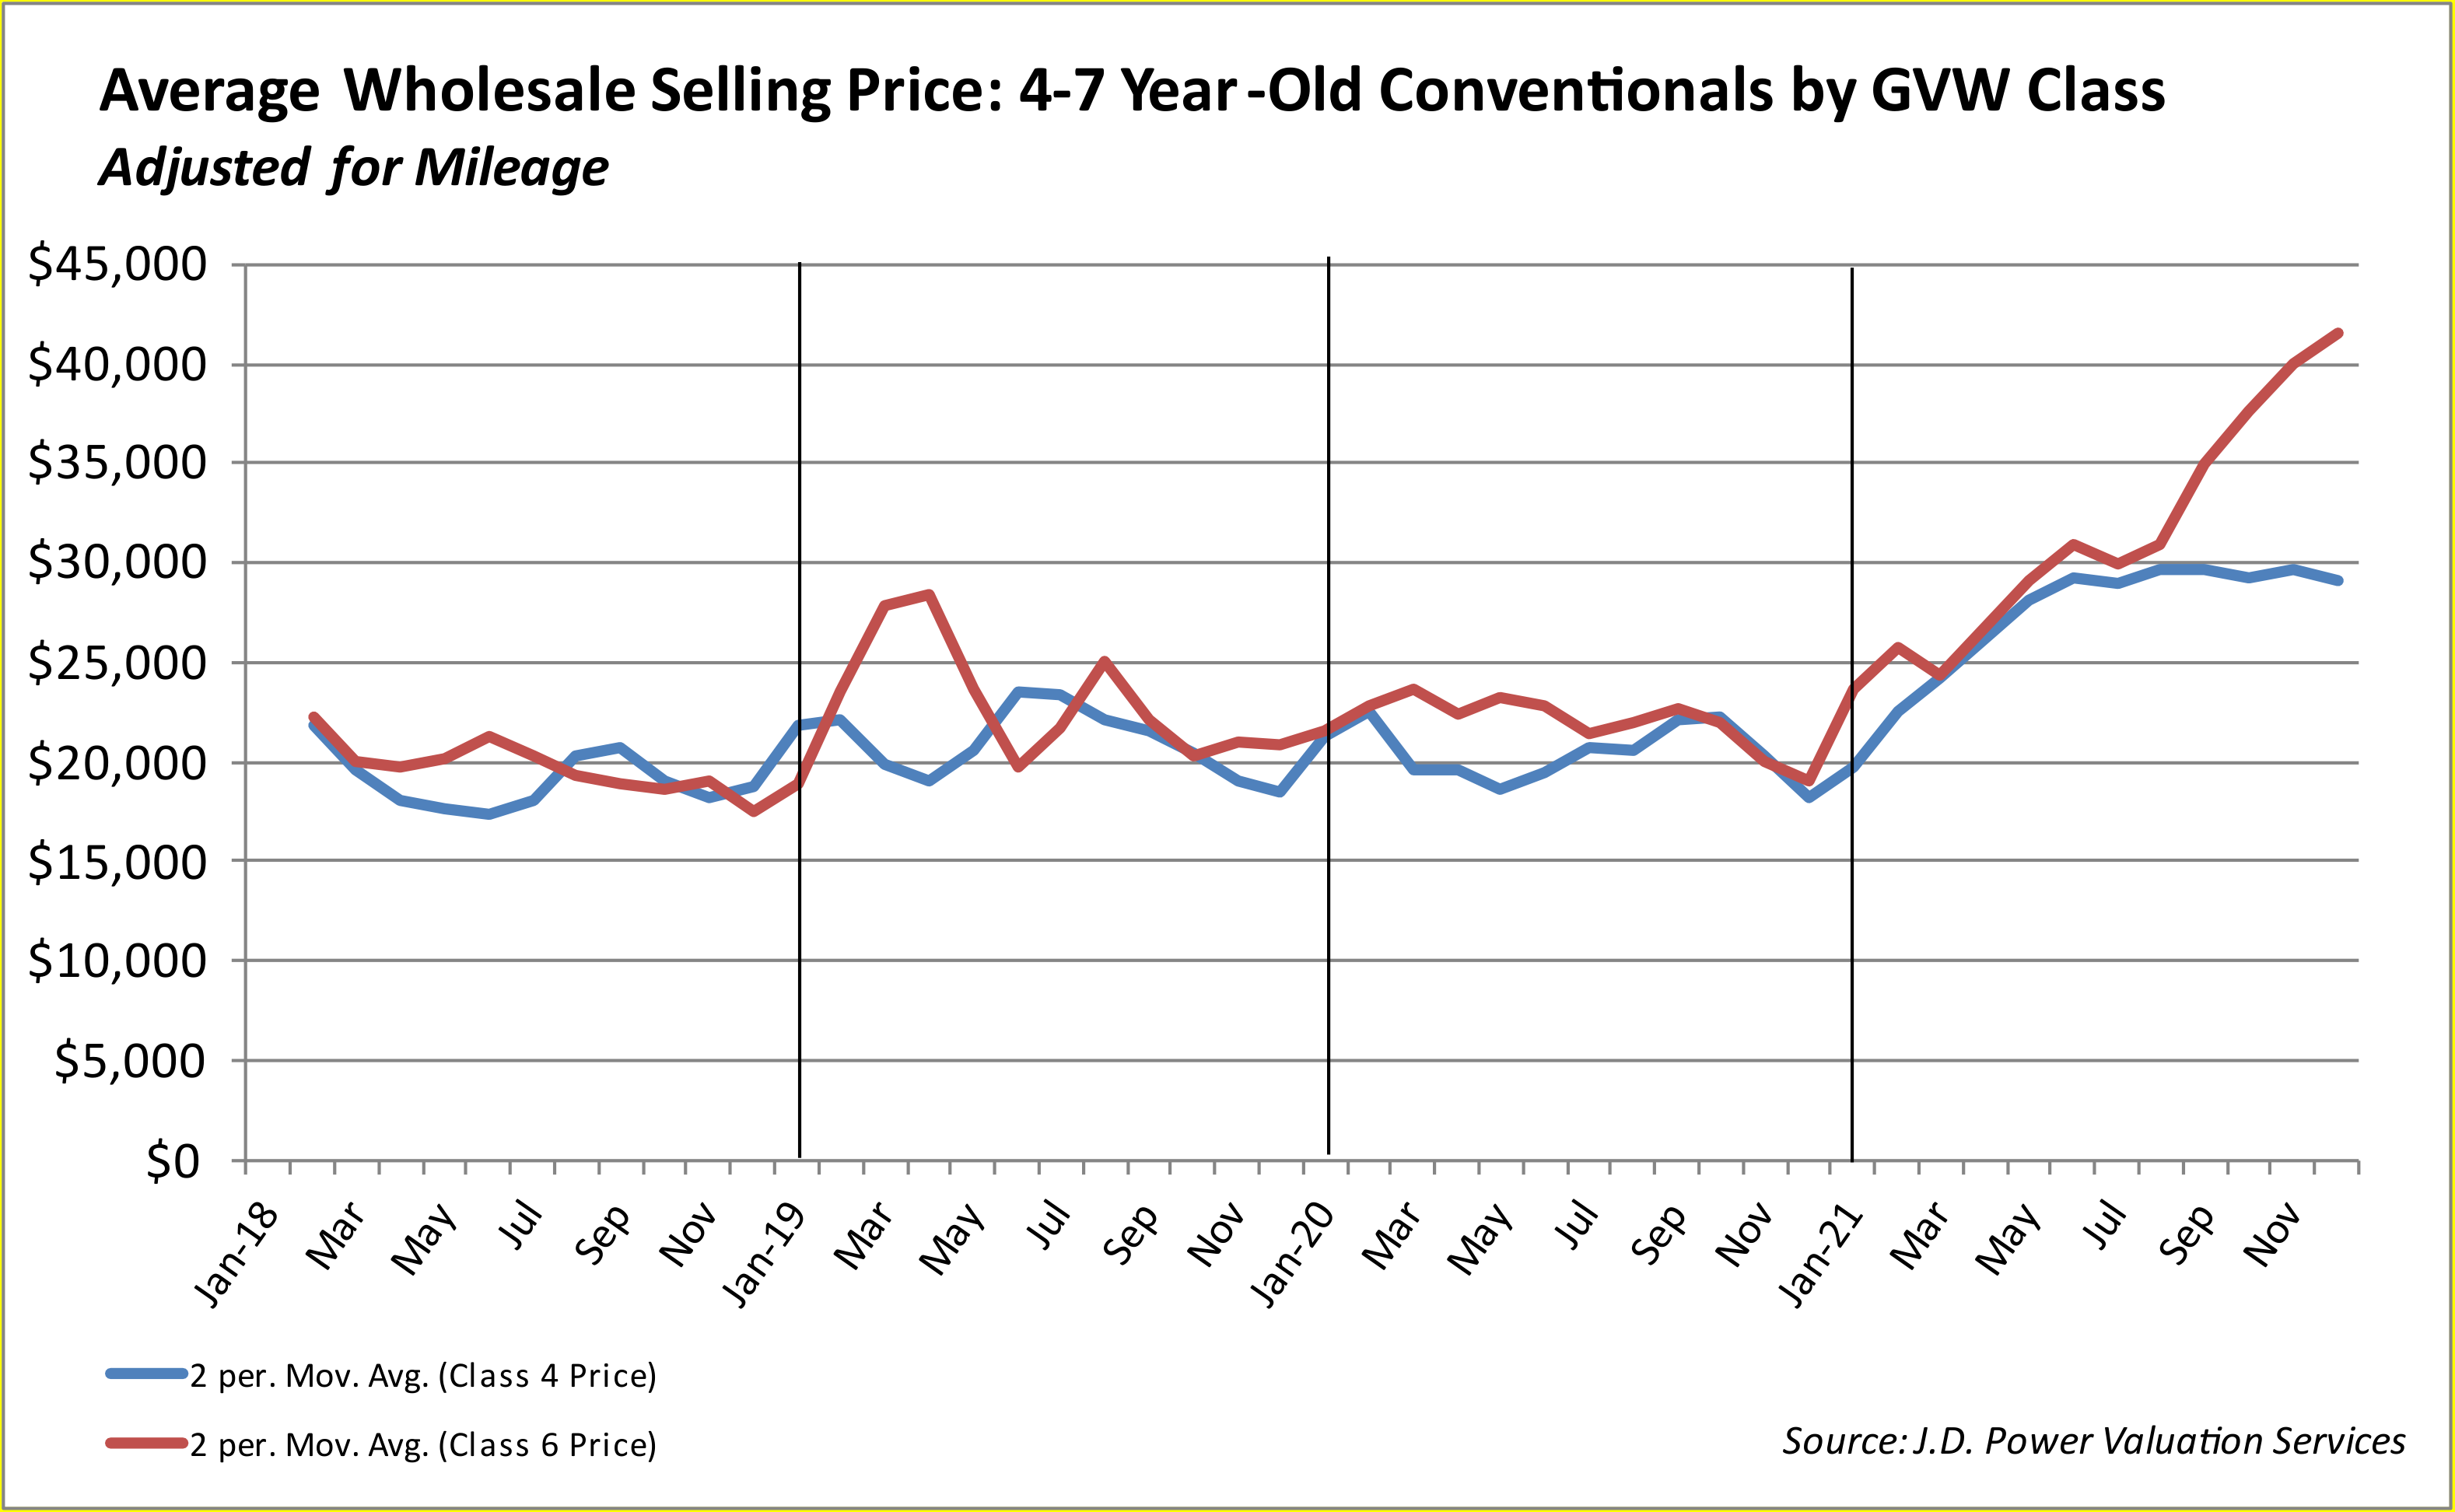 Average Wholesale Selling Price: 4-7 Year-Old Conventionals by GVW Class
Adjusted for Mileage
$45,000
$40,000
$35,000
$30,000
$25,000
$20,000
$15,000
$10,000
$5,000
$0
Jan-18 Mar May Jul Sep Nov Jan-19 Mar May Jul Sep Nov Jan-20 Mar May Jul Sep Nov Jan-21 Mar May Jul Sep Nov
2 per. Mov. Avg. (Class 4 Price)
2 per. Mov. Avg. (Class 6 Price)
Source: J.D. Power Valuation Services